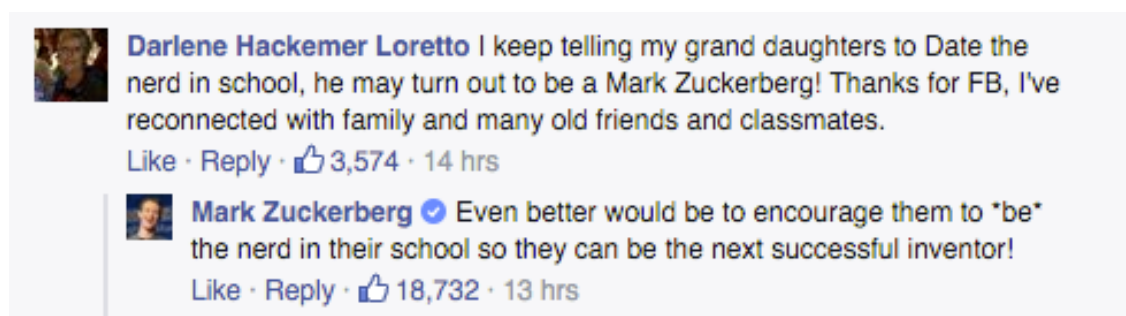 Darlene Hackemer Loretto I keep telling my grand daughters to Date the
nerd in school, he may turn out to be a Mark Zuckerberg! Thanks for FB, I've
reconnected with family and many old friends and classmates.
Like · Reply · 3,574 · 14 hrs
Mark Zuckerberg Even better would be to encourage them to *be*
the nerd in their school so they can be the next successful inventor!
Like · Reply · 18,732 · 13 hrs